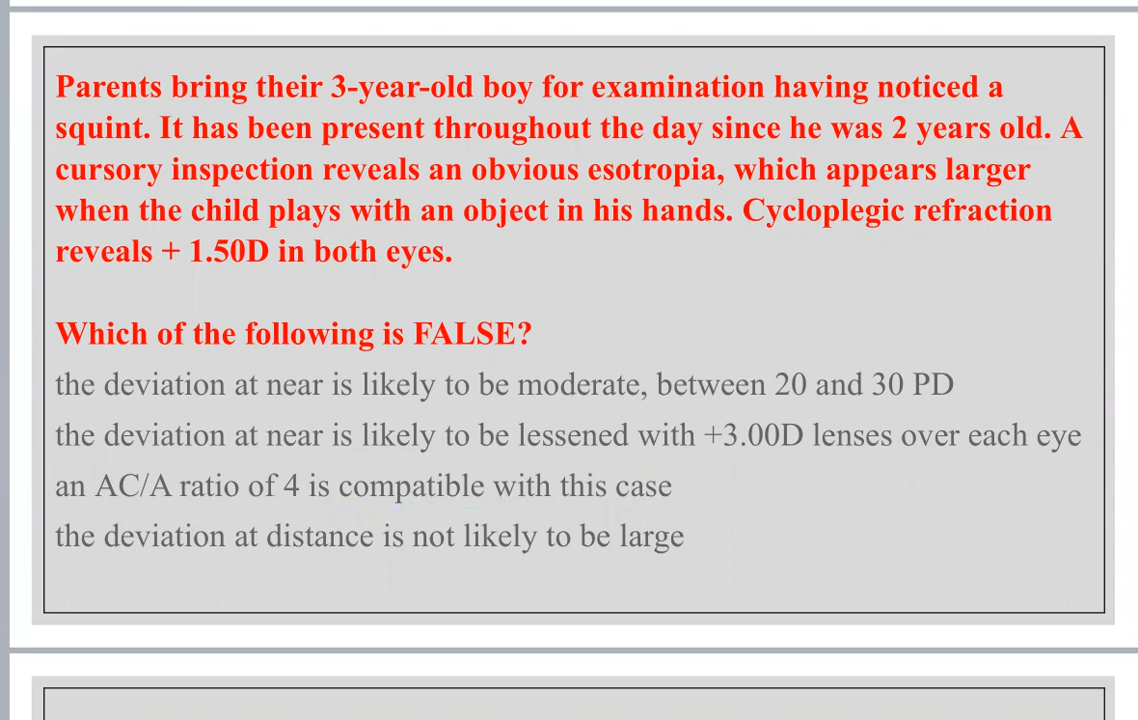 Parents bring their 3-year-old boy for examination having noticed a
squint. It has been present throughout the day since he was 2 years old. A
cursory inspection reveals an obvious esotropia, which appears larger
when the child plays with an object in his hands. Cycloplegic refraction
reveals + 1.50D in both eyes.
Which of the following is FALSE?
the deviation at near is likely to be moderate, between 20 and 30 PD
the deviation at near is likely to be lessened with +3.00D lenses over each eye
an AC/A ratio of 4 is compatible with this case
the deviation at distance is not likely to be large